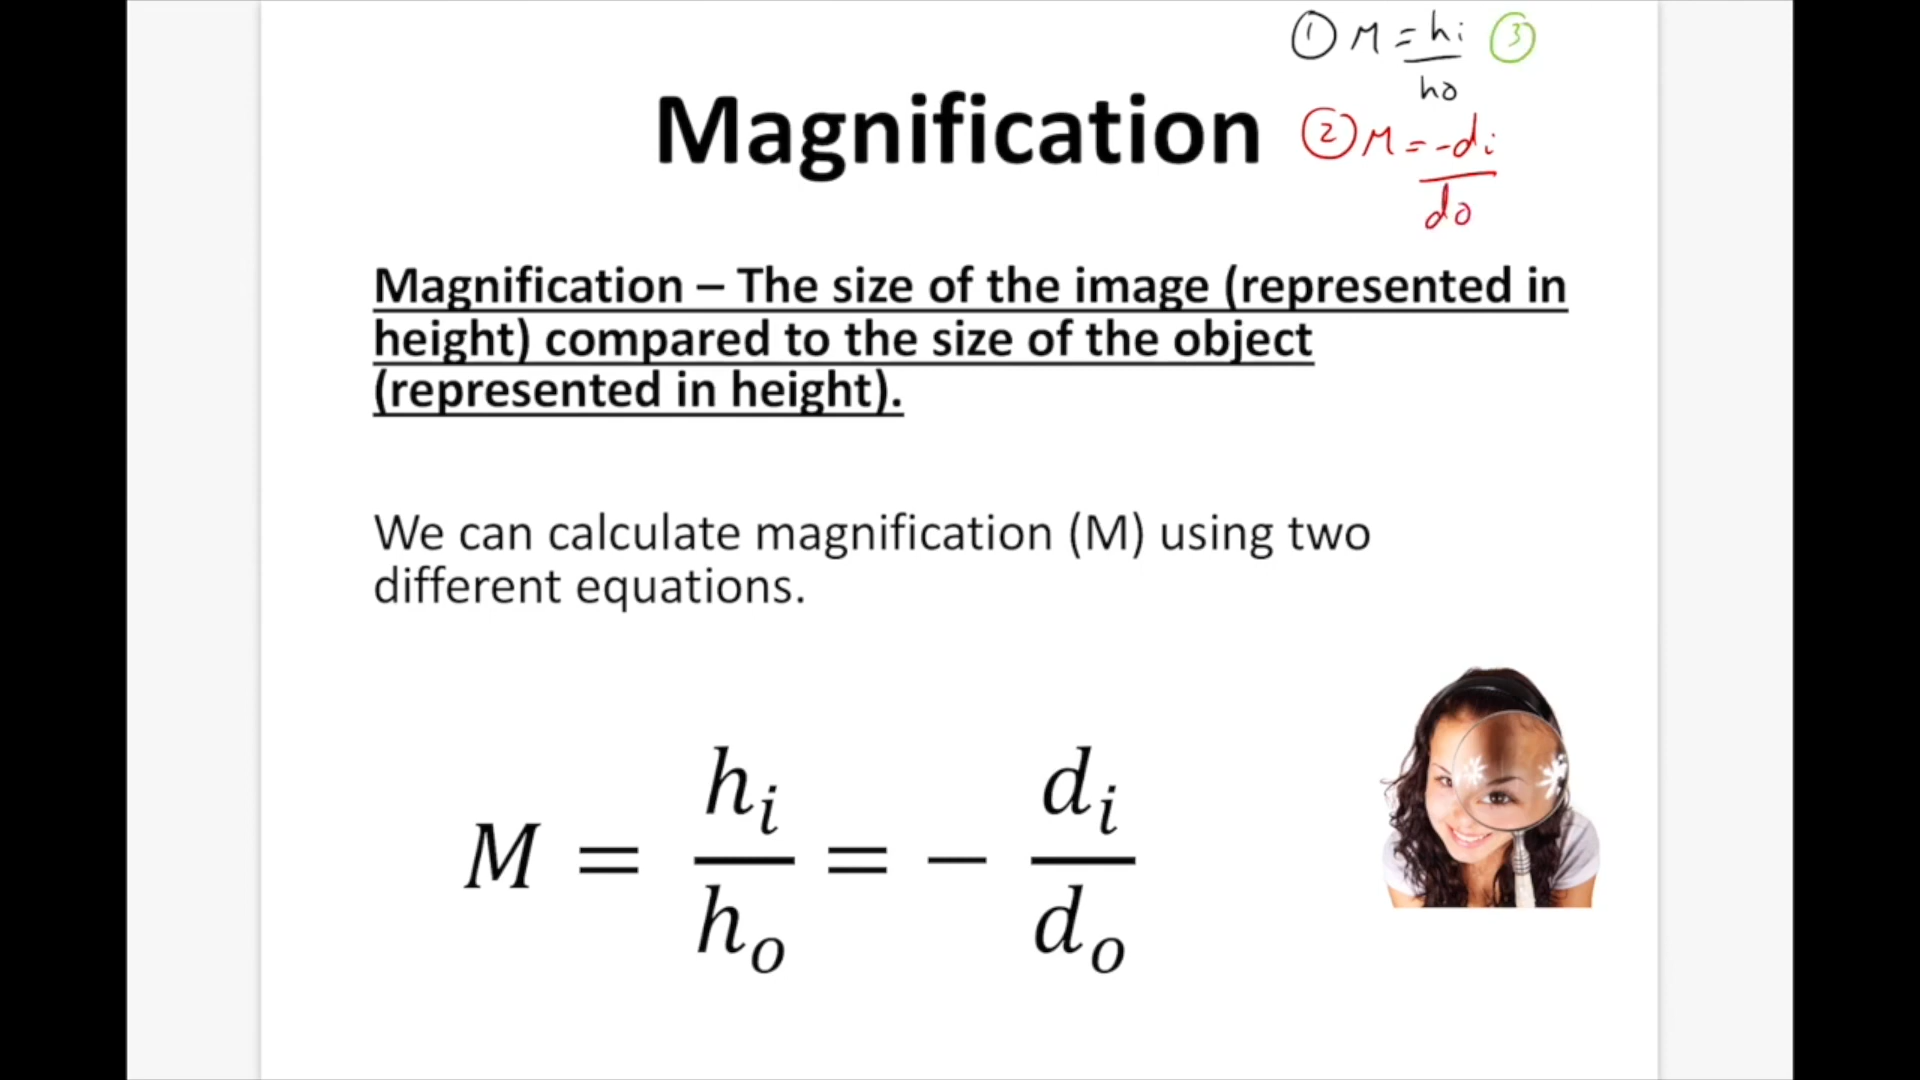 ① M = hi ③
ho
Magnification
② M = -di
do
Magnification – The size of the image (represented in
height) compared to the size of the object
(represented in height).
We can calculate magnification (M) using two
different equations.
M = hᵢ/hₒ = − dᵢ/dₒ